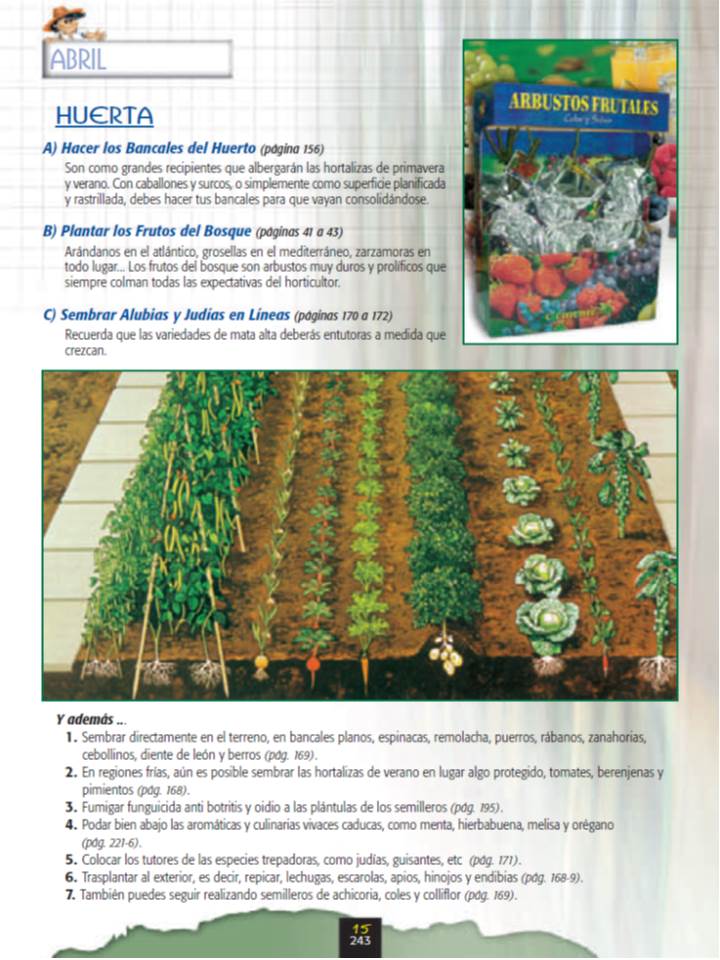 ABRIL
HUERTA
A) Hacer los Bancales del Huerto (página 156)
Son como grandes recipientes que albergarán las hortalizas de primavera
y verano. Con caballones y surcos, o simplemente como superficie planificada
y rastrillada, debes hacer tus bancales para que vayan consolidándose.
B) Plantar los Frutos del Bosque (páginas 41 a 43)
Arándanos en el atlántico, grosellas en el mediterráneo, zarzamoras en
todo lugar... Los frutos del bosque son arbustos muy duros y prolíficos que
siempre colman todas las expectativas del horticultor.
C) Sembrar Alubias y Judías en Líneas (páginas 170 a 172)
Recuerda que las variedades de mata alta deberás entutoras a medida que
crezcan.
ARBUSTOS FRUTALES
Color y Sabor
Y además ...
1. Sembrar directamente en el terreno, en bancales planos, espinacas, remolacha, puerros, rábanos, zanahorias,
cebollinos, diente de león y berros (pág. 169).
2. En regiones frías, aún es posible sembrar las hortalizas de verano en lugar algo protegido, tomates, berenjenas y
pimientos (pág. 168).
3. Fumigar funguicida anti botritis y oidio a las plántulas de los semilleros (pág. 195).
4. Podar bien abajo las aromáticas y culinarias vivaces caducas, como menta, hierbabuena, melisa y orégano
(pág. 221-6).
5. Colocar los tutores de las especies trepadoras, como judías, guisantes, etc (pág. 171).
6. Trasplantar al exterior, es decir, repicar, lechugas, escarolas, apios, hinojos y endibias (pág. 168-9).
7. También puedes seguir realizando semilleros de achicoria, coles y colliflor (pág. 169).
15
243